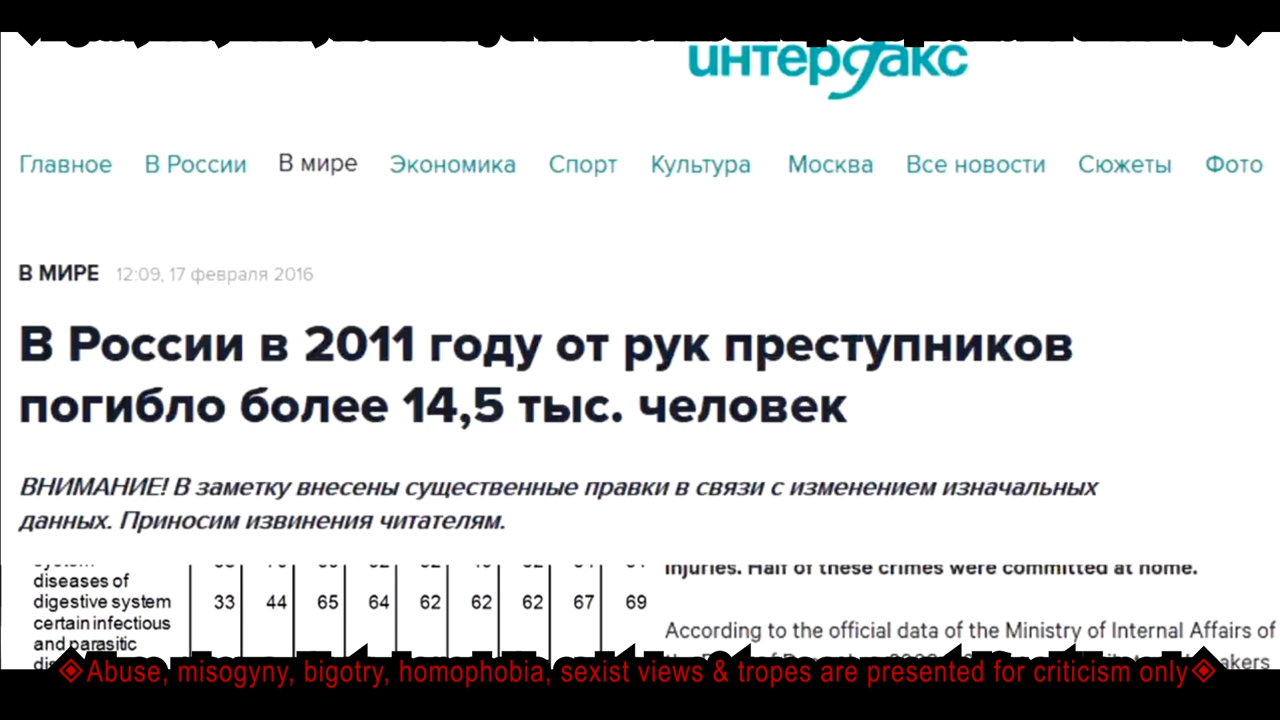 интерфакс
Главное В России В мире Экономика Спорт Культура Москва Все новости Сюжеты Фото
В МИРЕ 12:09, 17 февраля 2016
В России в 2011 году от рук преступников
погибло более 14,5 тыс. человек
ВНИМАНИЕ! В заметку внесены существенные правки в связи с изменением изначальных
данных. Приносим извинения читателям.
system
diseases of
digestive system 33 44 65 64 62 62 62 67 69
certain infectious
and parasitic
injuries. Half of these crimes were committed at home.
According to the official data of the Ministry of Internal Affairs of
Abuse, misogyny, bigotry, homophobia, sexist views & tropes are presented for criticism only